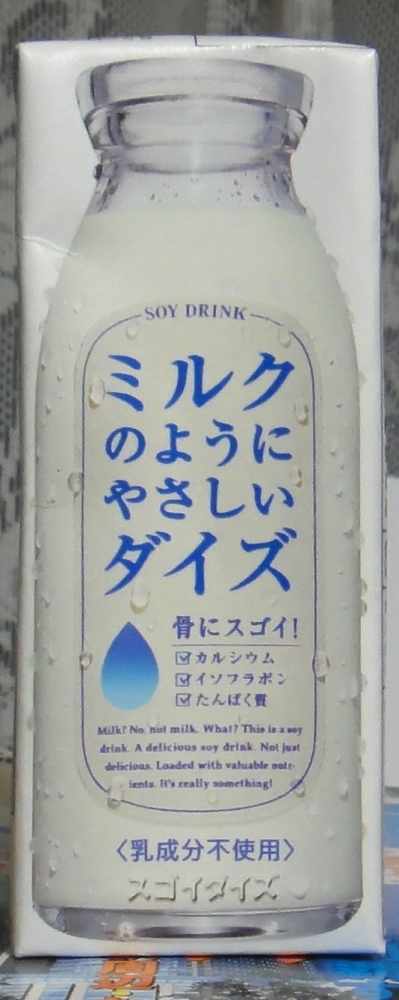 SOY DRINK
ミルク
のように
やさしい
ダイズ
骨にスゴイ!
☑カルシウム
☑イソフラボン
☑たんぱく質
Milk? No, not milk. What? This is a soy
drink. A delicious soy drink. Not just
delicious. Loaded with valuable nutr-
ients. It's really something!
〈乳成分不使用〉
スゴイダイズ